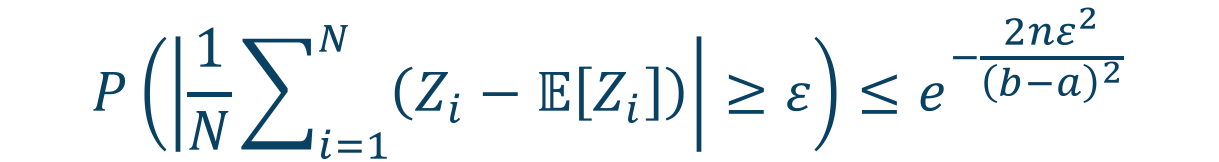 P(|1/N ∑_{i=1}^{N} (Z_i − 𝔼[Z_i])| ≥ ε) ≤ e^{−2nε²/(b−a)²}